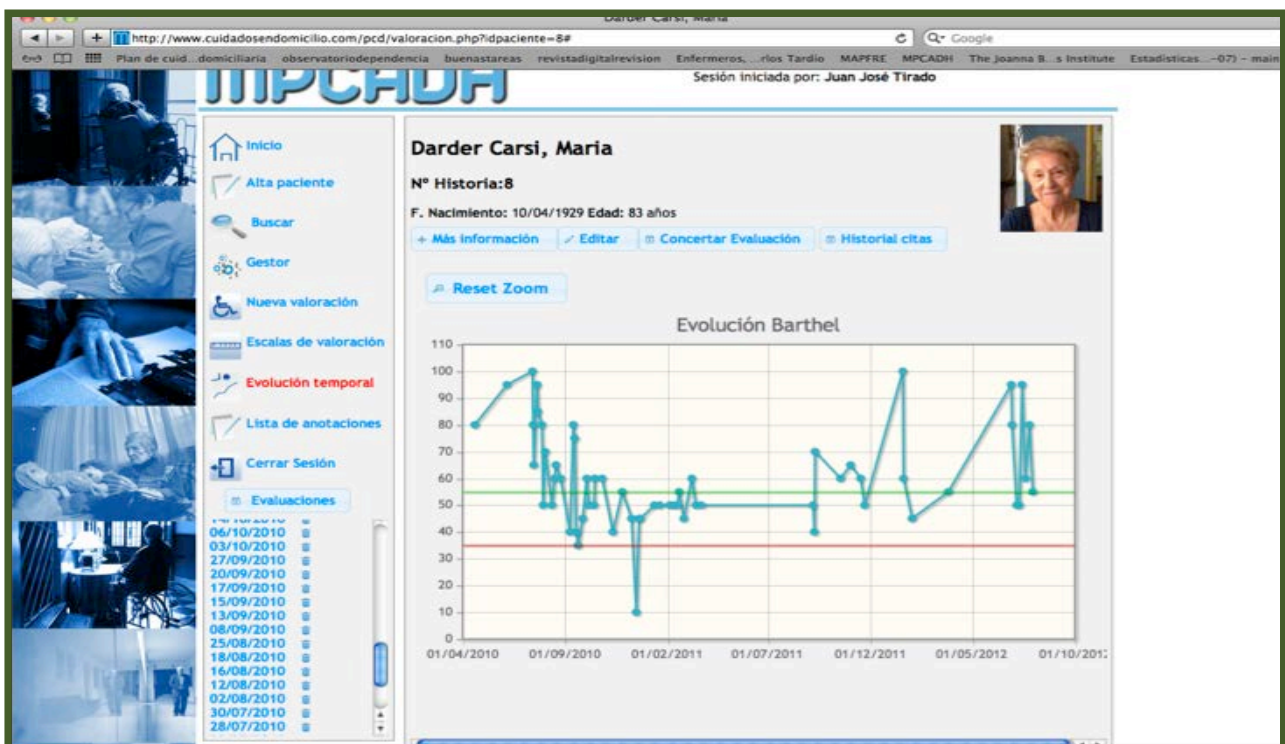 Darder Carsi, Maria
http://www.cuidadosendomicilio.com/pcd/valoracion.php?idpaciente=8#
Google
Plan de cuid...domiciliaria observatoriodependencia buenastareas revistadigitalrevision Enfermeros, ...rlos Tardio MAPFRE MPCADH The Joanna B...s Institute Estadísticas...-07) - main
MPCADH
Sesión iniciada por: Juan José Tirado
Inicio
Alta paciente
Buscar
Gestor
Nueva valoración
Escalas de valoración
Evolución temporal
Lista de anotaciones
Cerrar Sesión
Evaluaciones
14/10/2010
06/10/2010
03/10/2010
27/09/2010
20/09/2010
17/09/2010
15/09/2010
13/09/2010
08/09/2010
25/08/2010
18/08/2010
16/08/2010
12/08/2010
02/08/2010
30/07/2010
28/07/2010
Darder Carsi, Maria
Nº Historia:8
F. Nacimiento: 10/04/1929 Edad: 83 años
+ Más información Editar Concertar Evaluación Historial citas
Reset Zoom
Evolución Barthel
110
100
90
80
70
60
50
40
30
20
10
0
01/04/2010 01/09/2010 01/02/2011 01/07/2011 01/12/2011 01/05/2012 01/10/2012